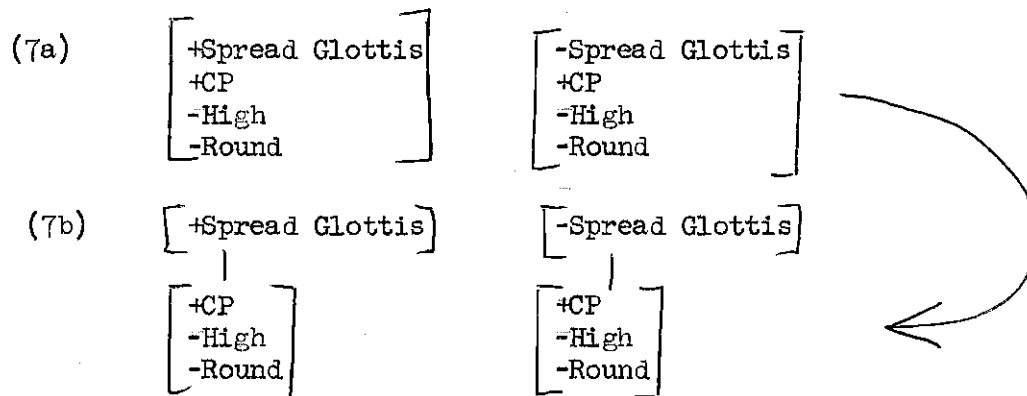 (7a) +Spread Glottis -Spread Glottis
+CP +CP
-High -High
-Round -Round
(7b) [+Spread Glottis] [-Spread Glottis]
+CP +CP
-High -High
-Round -Round